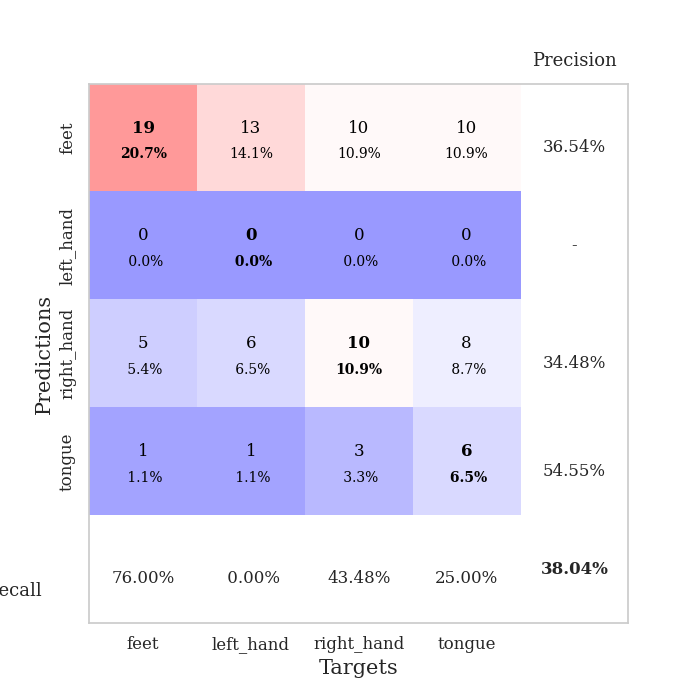 Precision
feet
19 13 10 10
20.7% 14.1% 10.9% 10.9%
36.54%
left_hand
0 0 0 0
0.0% 0.0% 0.0% 0.0%
-
Predictions
right_hand
5 6 10 8
5.4% 6.5% 10.9% 8.7%
34.48%
tongue
1 1 3 6
1.1% 1.1% 3.3% 6.5%
54.55%
ecall
76.00% 0.00% 43.48% 25.00% 38.04%
feet left_hand right_hand tongue
Targets